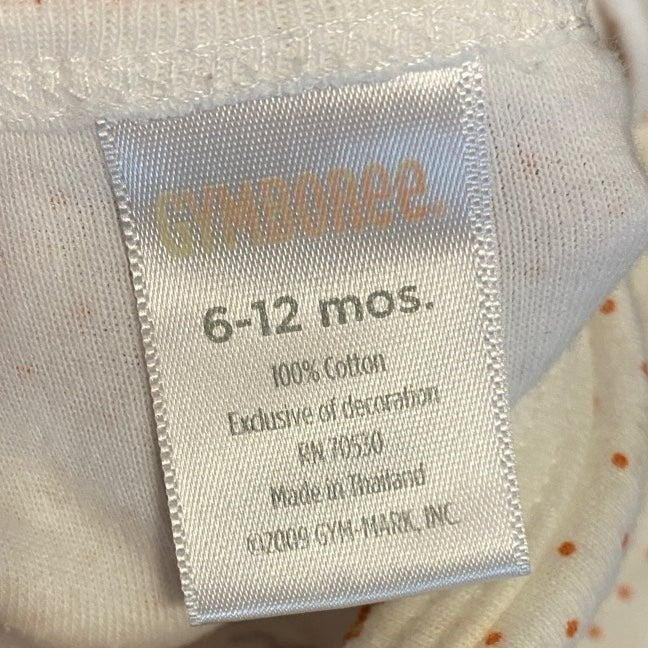 GYMBOREE
6-12 mos.
100% Cotton
Exclusive of decoration
RN 70530
Made in Thailand
©2009 GYM-MARK, INC.